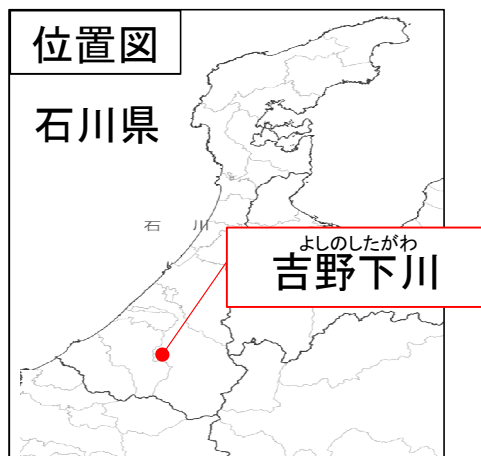 位置図
石川県
石川
よしのしたがわ
吉野下川